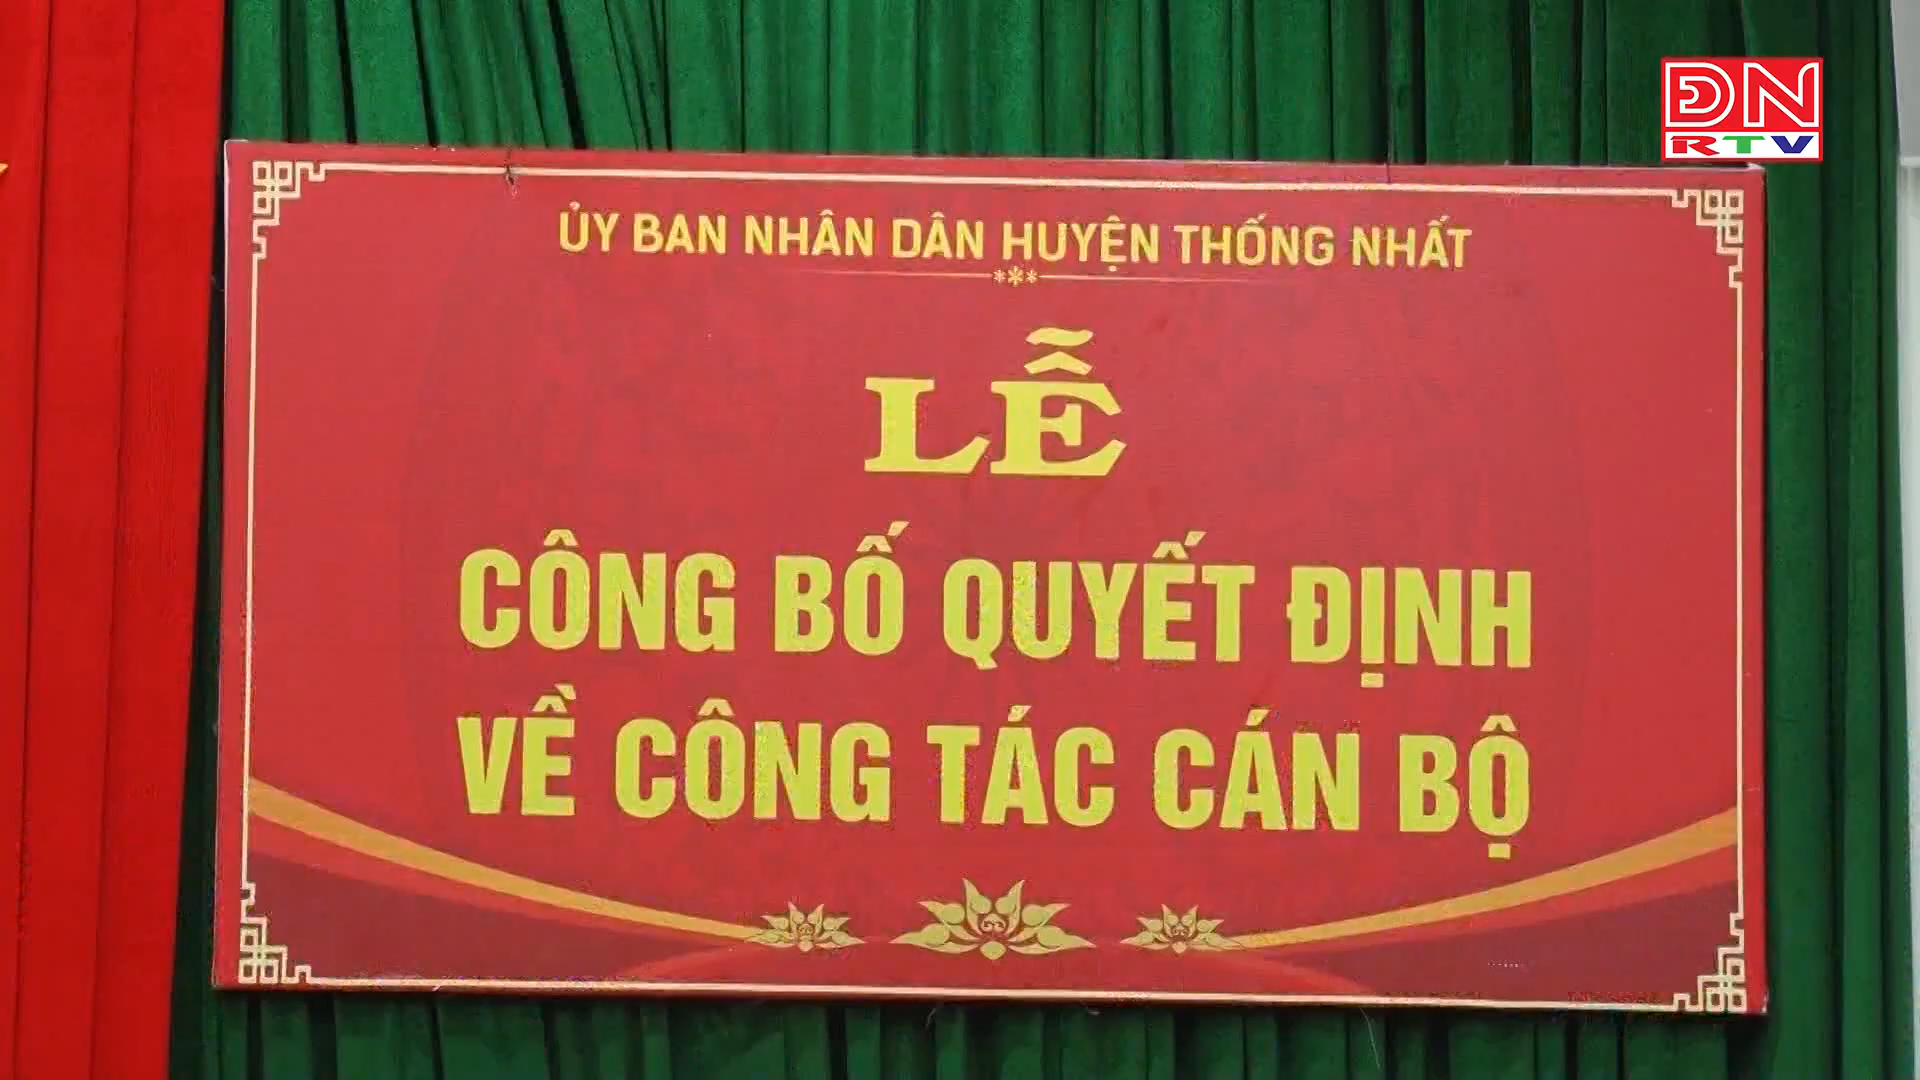 ĐN
RTV
ỦY BAN NHÂN DÂN HUYỆN THỐNG NHẤT
LỄ
CÔNG BỐ QUYẾT ĐỊNH
VỀ CÔNG TÁC CÁN BỘ